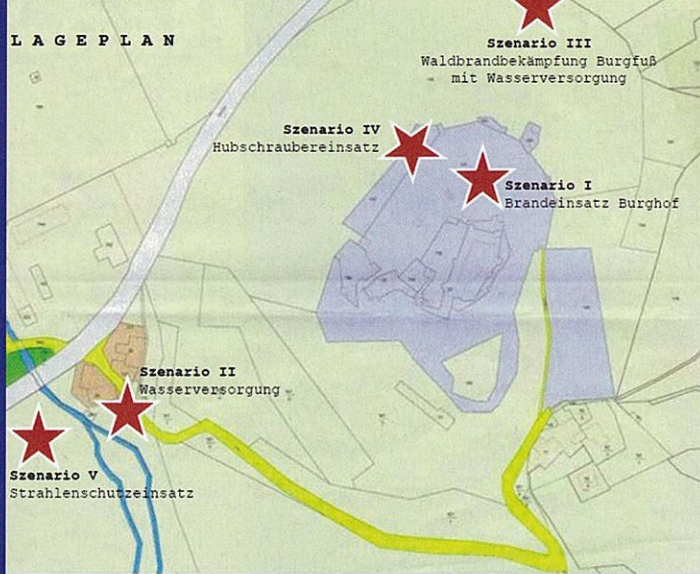 LAGEPLAN
Szenario III
Waldbrandbekämpfung Burgfuß
mit Wasserversorgung
Szenario IV
Hubschraubereinsatz
Szenario I
Brandeinsatz Burghof
Szenario II
Wasserversorgung
Szenario V
Strahlenschutzeinsatz